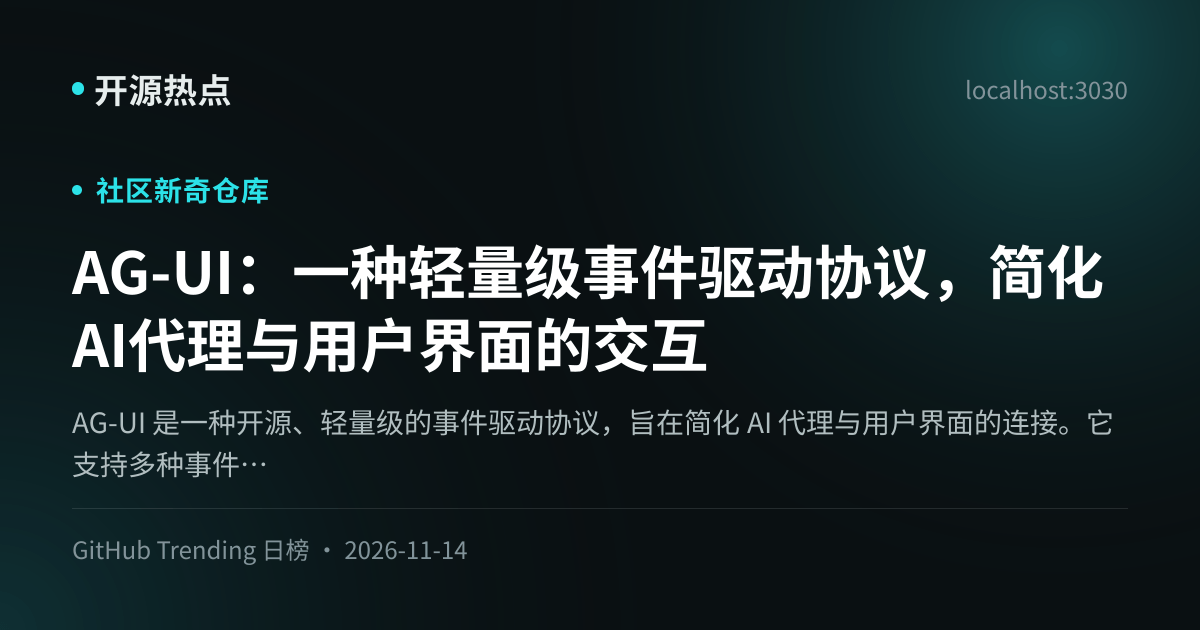 开源热点
localhost:3030
社区新奇仓库
AG-UI：一种轻量级事件驱动协议，简化
AI代理与用户界面的交互
AG-UI 是一种开源、轻量级的事件驱动协议，旨在简化 AI 代理与用户界面的连接。它
支持多种事件…
GitHub Trending 日榜 · 2026-11-14